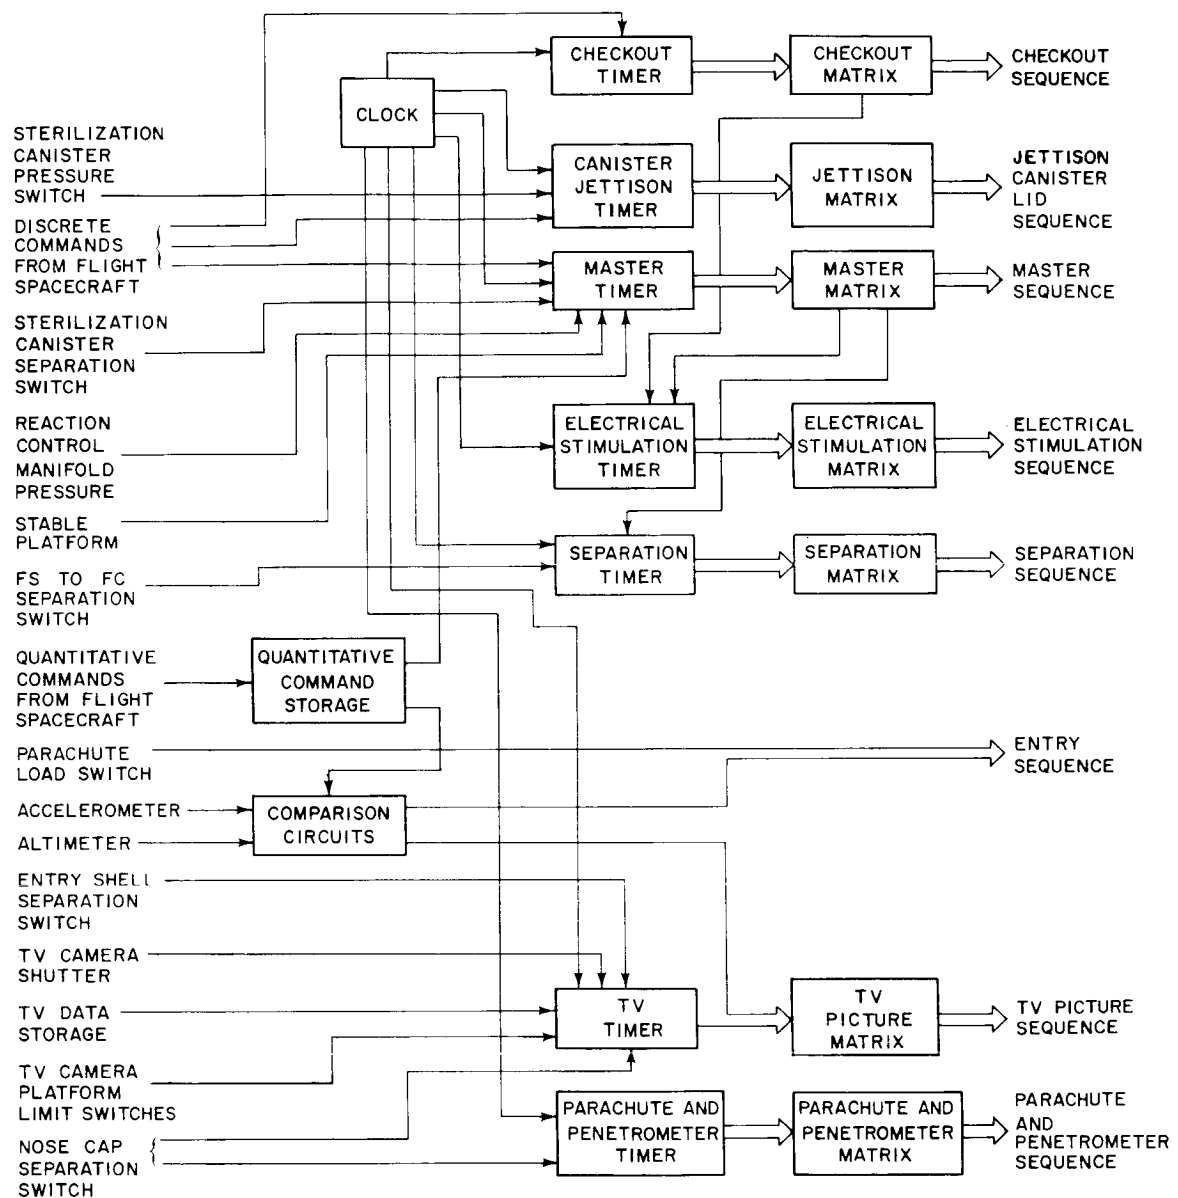 CHECKOUT
TIMER
CHECKOUT
MATRIX
CHECKOUT
SEQUENCE
CLOCK
STERILIZATION
CANISTER
PRESSURE
SWITCH
CANISTER
JETTISON
TIMER
JETTISON
MATRIX
JETTISON
CANISTER
LID
SEQUENCE
DISCRETE
COMMANDS
FROM FLIGHT
SPACECRAFT
MASTER
TIMER
MASTER
MATRIX
MASTER
SEQUENCE
STERILIZATION
CANISTER
SEPARATION
SWITCH
REACTION
CONTROL
MANIFOLD
PRESSURE
ELECTRICAL
STIMULATION
TIMER
ELECTRICAL
STIMULATION
MATRIX
ELECTRICAL
STIMULATION
SEQUENCE
STABLE
PLATFORM
SEPARATION
TIMER
SEPARATION
MATRIX
SEPARATION
SEQUENCE
FS TO FC
SEPARATION
SWITCH
QUANTITATIVE
COMMANDS
FROM FLIGHT
SPACECRAFT
QUANTITATIVE
COMMAND
STORAGE
PARACHUTE
LOAD SWITCH
ENTRY
SEQUENCE
ACCELEROMETER
ALTIMETER
COMPARISON
CIRCUITS
ENTRY SHELL
SEPARATION
SWITCH
TV CAMERA
SHUTTER
TV DATA
STORAGE
TV
TIMER
TV
PICTURE
MATRIX
TV PICTURE
SEQUENCE
TV CAMERA
PLATFORM
LIMIT SWITCHES
NOSE CAP
SEPARATION
SWITCH
PARACHUTE AND
PENETROMETER
TIMER
PARACHUTE AND
PENETROMETER
MATRIX
PARACHUTE
AND
PENETROMETER
SEQUENCE